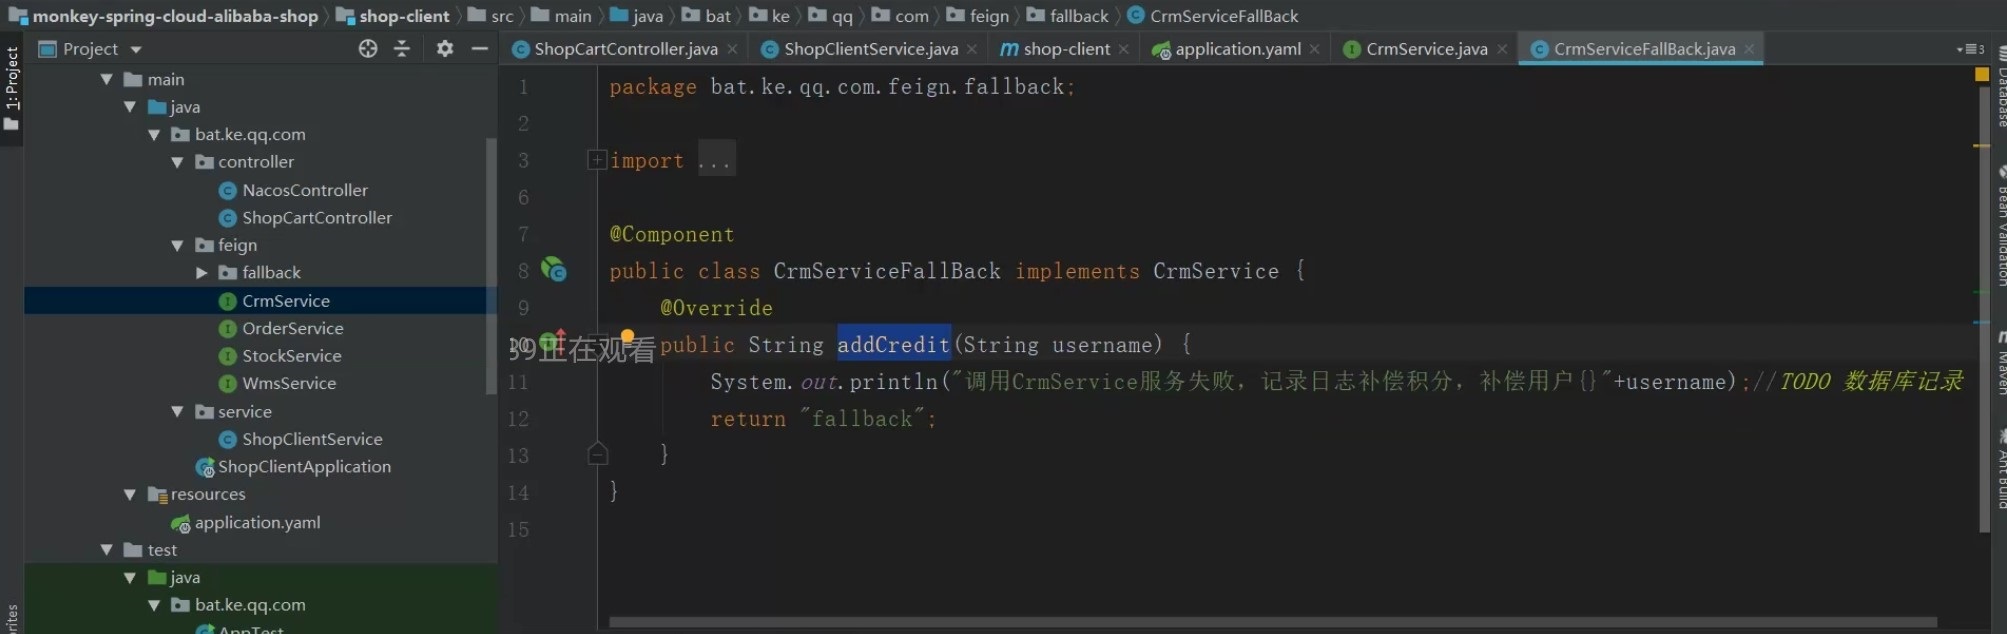 monkey-spring-cloud-alibaba-shop shop-client src main java bat ke qq com feign fallback CrmServiceFallBack
Project
ShopCartController.java ShopClientService.java shop-client application.yaml CrmService.java CrmServiceFallBack.java 3
1: Project
main
java
bat.ke.qq.com
controller
NacosController
ShopCartController
feign
fallback
CrmService
OrderService
StockService
WmsService
service
ShopClientService
ShopClientApplication
resources
application.yaml
test
java
bat.ke.qq.com
AppTest
1 package bat.ke.qq.com.feign.fallback;
2
3 import ...
6
7 @Component
8 public class CrmServiceFallBack implements CrmService {
9 @Override
10 public String addCredit(String username) {
11 System.out.println("调用CrmService服务失败，记录日志补偿积分，补偿用户{}"+username);//TODO 数据库记录
12 return "fallback";
13 }
14 }
15
59正在观看
Database
Bean Validation
Maven
Ant Build